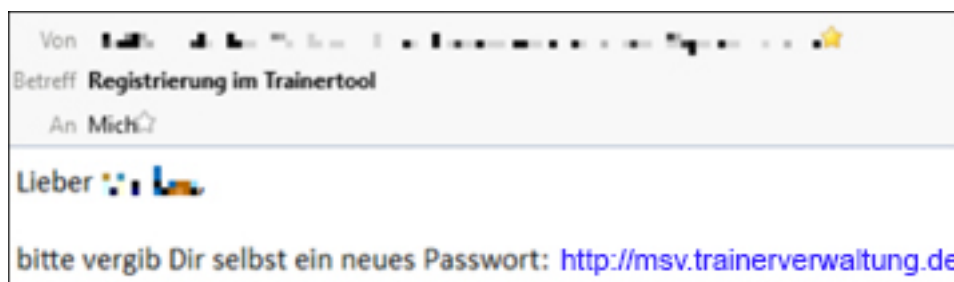 Von
Betreff Registrierung im Trainertool
An Mich
Lieber
bitte vergib Dir selbst ein neues Passwort: http://msv.trainerverwaltung.de